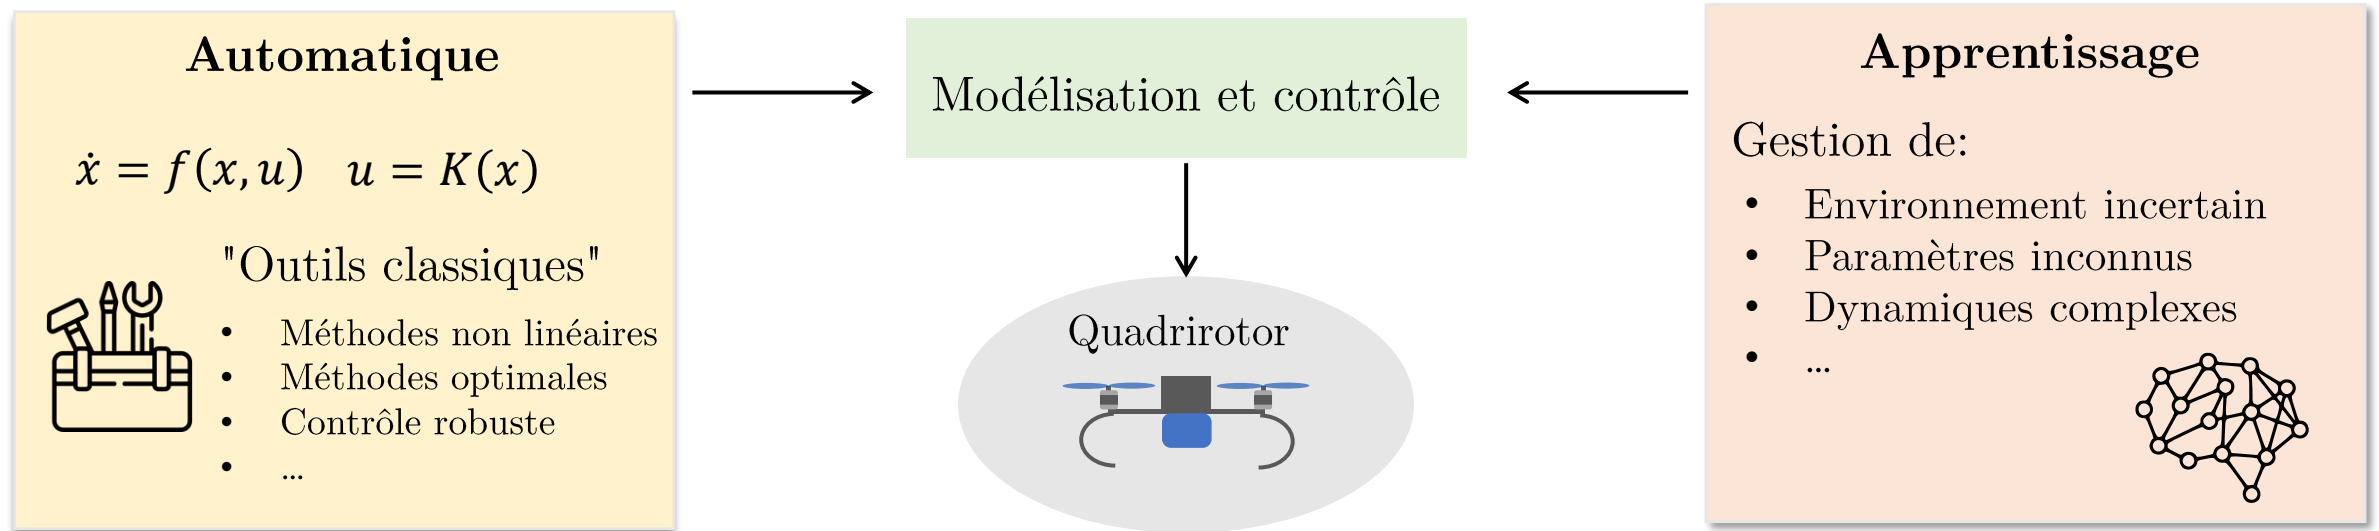 Automatique
ẋ = f(x, u)   u = K(x)
"Outils classiques"
• Méthodes non linéaires
• Méthodes optimales
• Contrôle robuste
• ...
Modélisation et contrôle
Quadrirotor
Apprentissage
Gestion de:
• Environnement incertain
• Paramètres inconnus
• Dynamiques complexes
• ...